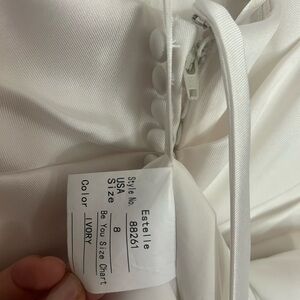 Estelle
Style No. 88261
USA Size 8
Be You Size Chart
Color IVORY